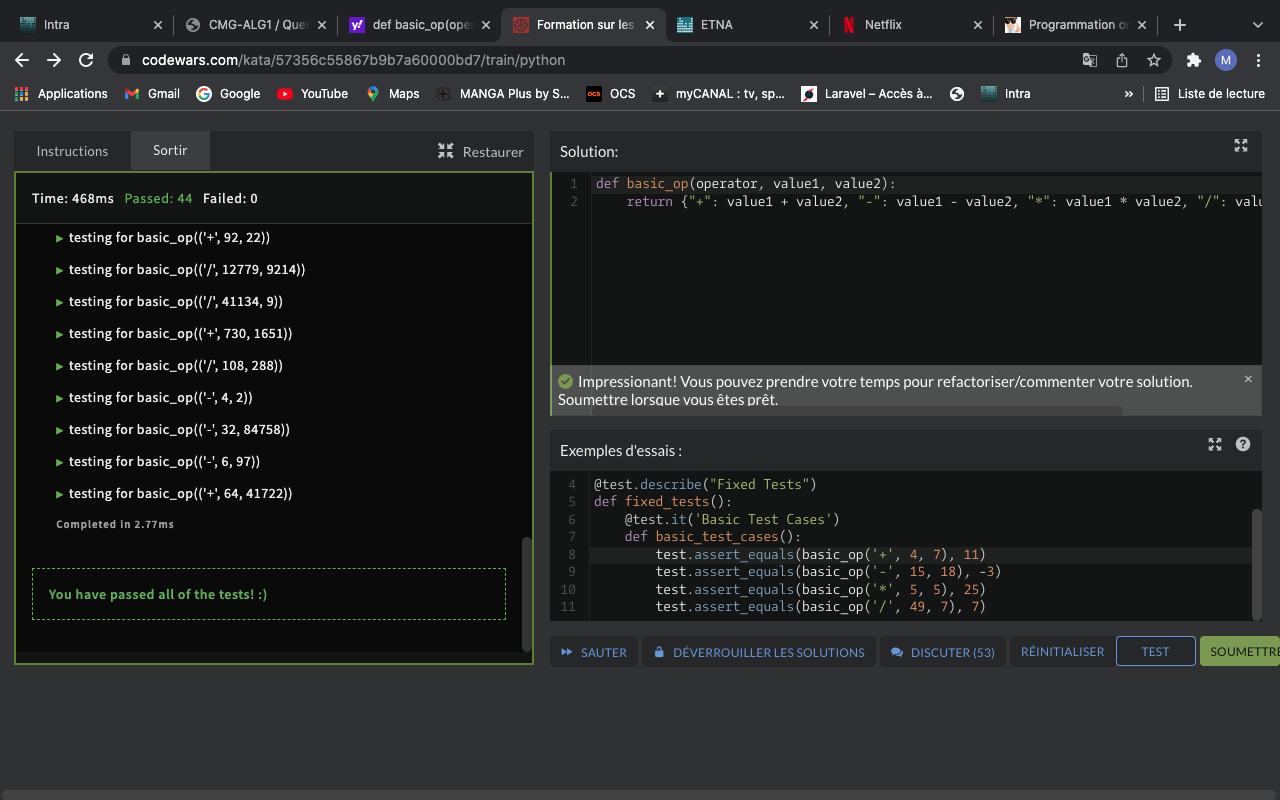 Intra
CMG-ALG1 / Ques
def basic_op(oper
Formation sur les
ETNA
Netflix
Programmation or
codewars.com/kata/57356c55867b9b7a60000bd7/train/python
M
Applications
Gmail
Google
YouTube
Maps
MANGA Plus by S...
OCS
myCANAL : tv, sp...
Laravel – Accès à...
Intra
»
Liste de lecture
Instructions
Sortir
Restaurer
Time: 468ms Passed: 44 Failed: 0
testing for basic_op(('+', 92, 22))
testing for basic_op(('/', 12779, 9214))
testing for basic_op(('/', 41134, 9))
testing for basic_op(('+', 730, 1651))
testing for basic_op(('/', 108, 288))
testing for basic_op(('-', 4, 2))
testing for basic_op(('-', 32, 84758))
testing for basic_op(('-', 6, 97))
testing for basic_op(('+', 64, 41722))
Completed in 2.77ms
You have passed all of the tests! :)
Solution:
1 def basic_op(operator, value1, value2):
2 return {"+": value1 + value2, "-": value1 - value2, "*": value1 * value2, "/": valu
Impressionant! Vous pouvez prendre votre temps pour refactoriser/commenter votre solution.
Soumettre lorsque vous êtes prêt.
Exemples d'essais :
4 @test.describe("Fixed Tests")
5 def fixed_tests():
6 @test.it('Basic Test Cases')
7 def basic_test_cases():
8 test.assert_equals(basic_op('+', 4, 7), 11)
9 test.assert_equals(basic_op('-', 15, 18), -3)
10 test.assert_equals(basic_op('*', 5, 5), 25)
11 test.assert_equals(basic_op('/', 49, 7), 7)
SAUTER
DÉVERROUILLER LES SOLUTIONS
DISCUTER (53)
RÉINITIALISER
TEST
SOUMETTRE